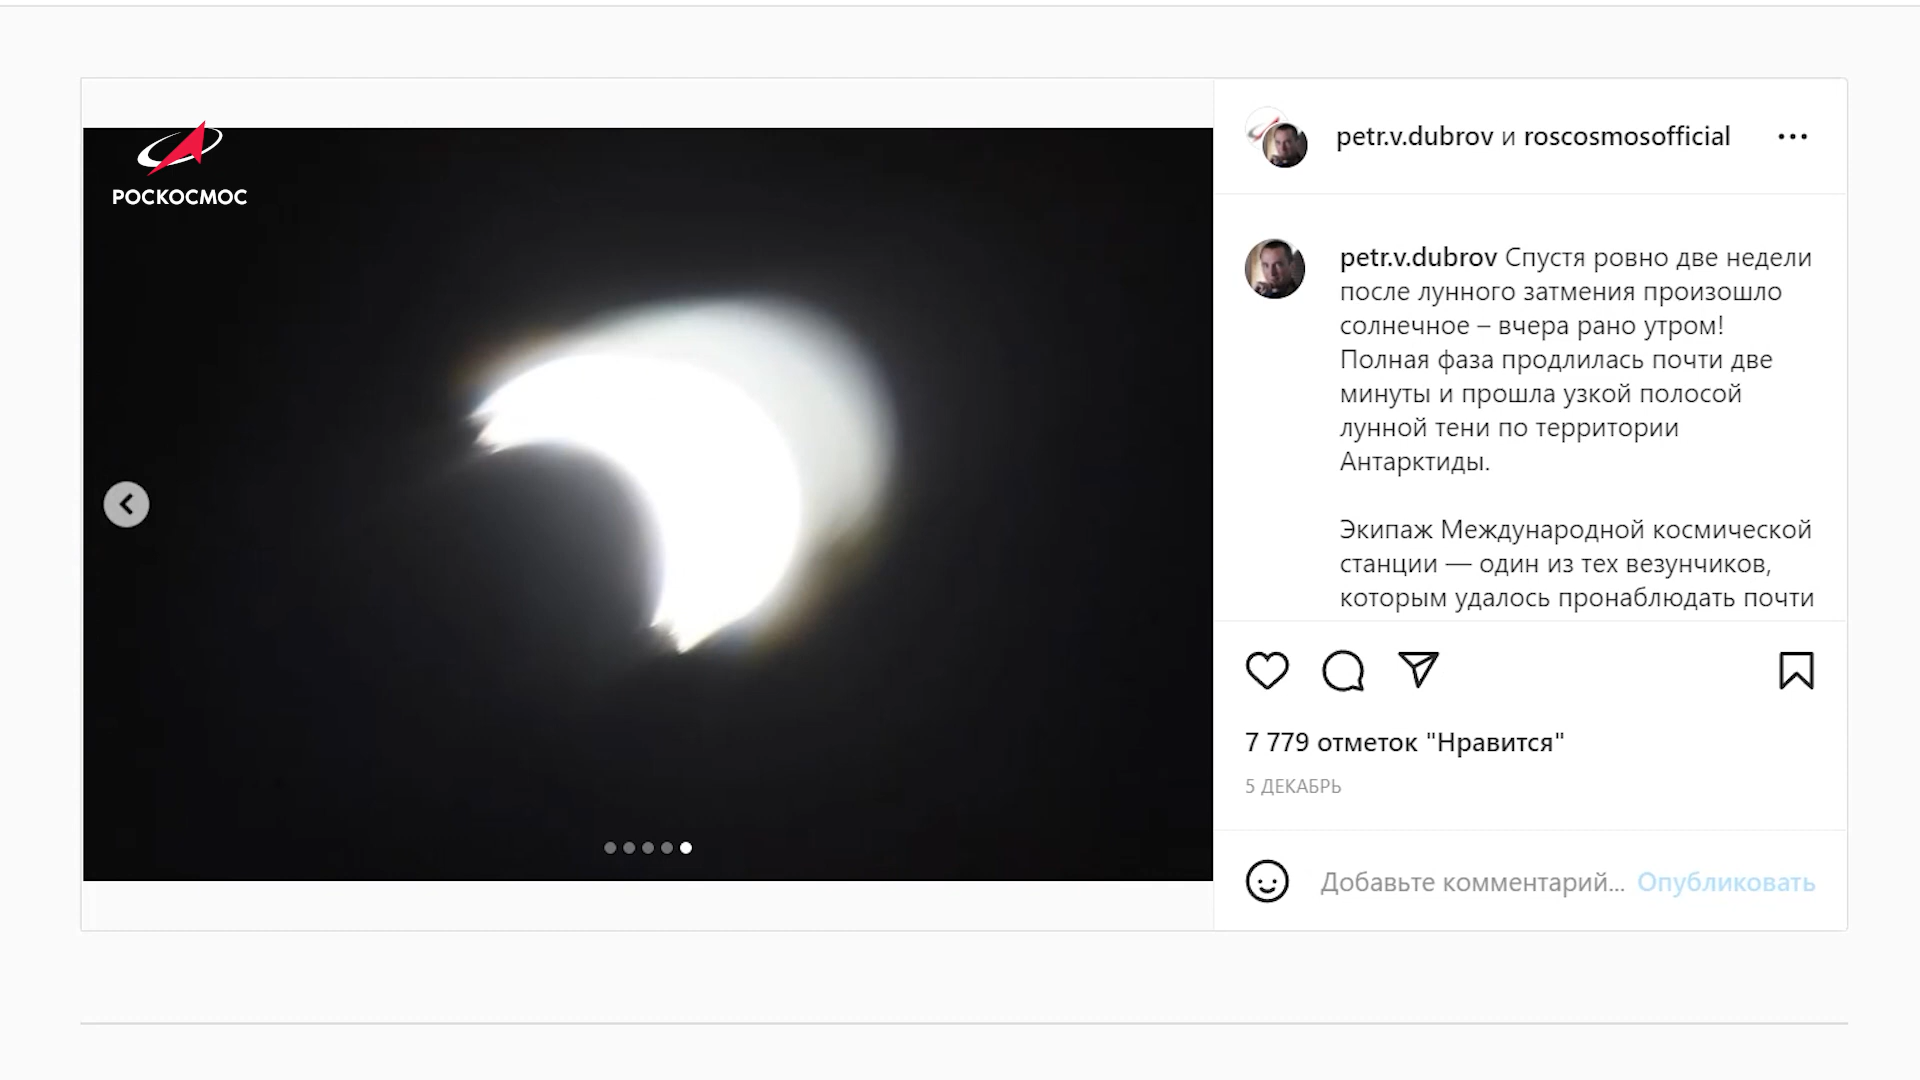 РОСКОСМОС
petr.v.dubrov и roscosmosofficial
petr.v.dubrov Спустя ровно две недели
после лунного затмения произошло
солнечное – вчера рано утром!
Полная фаза продлилась почти две
минуты и прошла узкой полосой
лунной тени по территории
Антарктиды.
Экипаж Международной космической
станции — один из тех везунчиков,
которым удалось пронаблюдать почти
7 779 отметок "Нравится"
5 ДЕКАБРЬ
Добавьте комментарий... Опубликовать